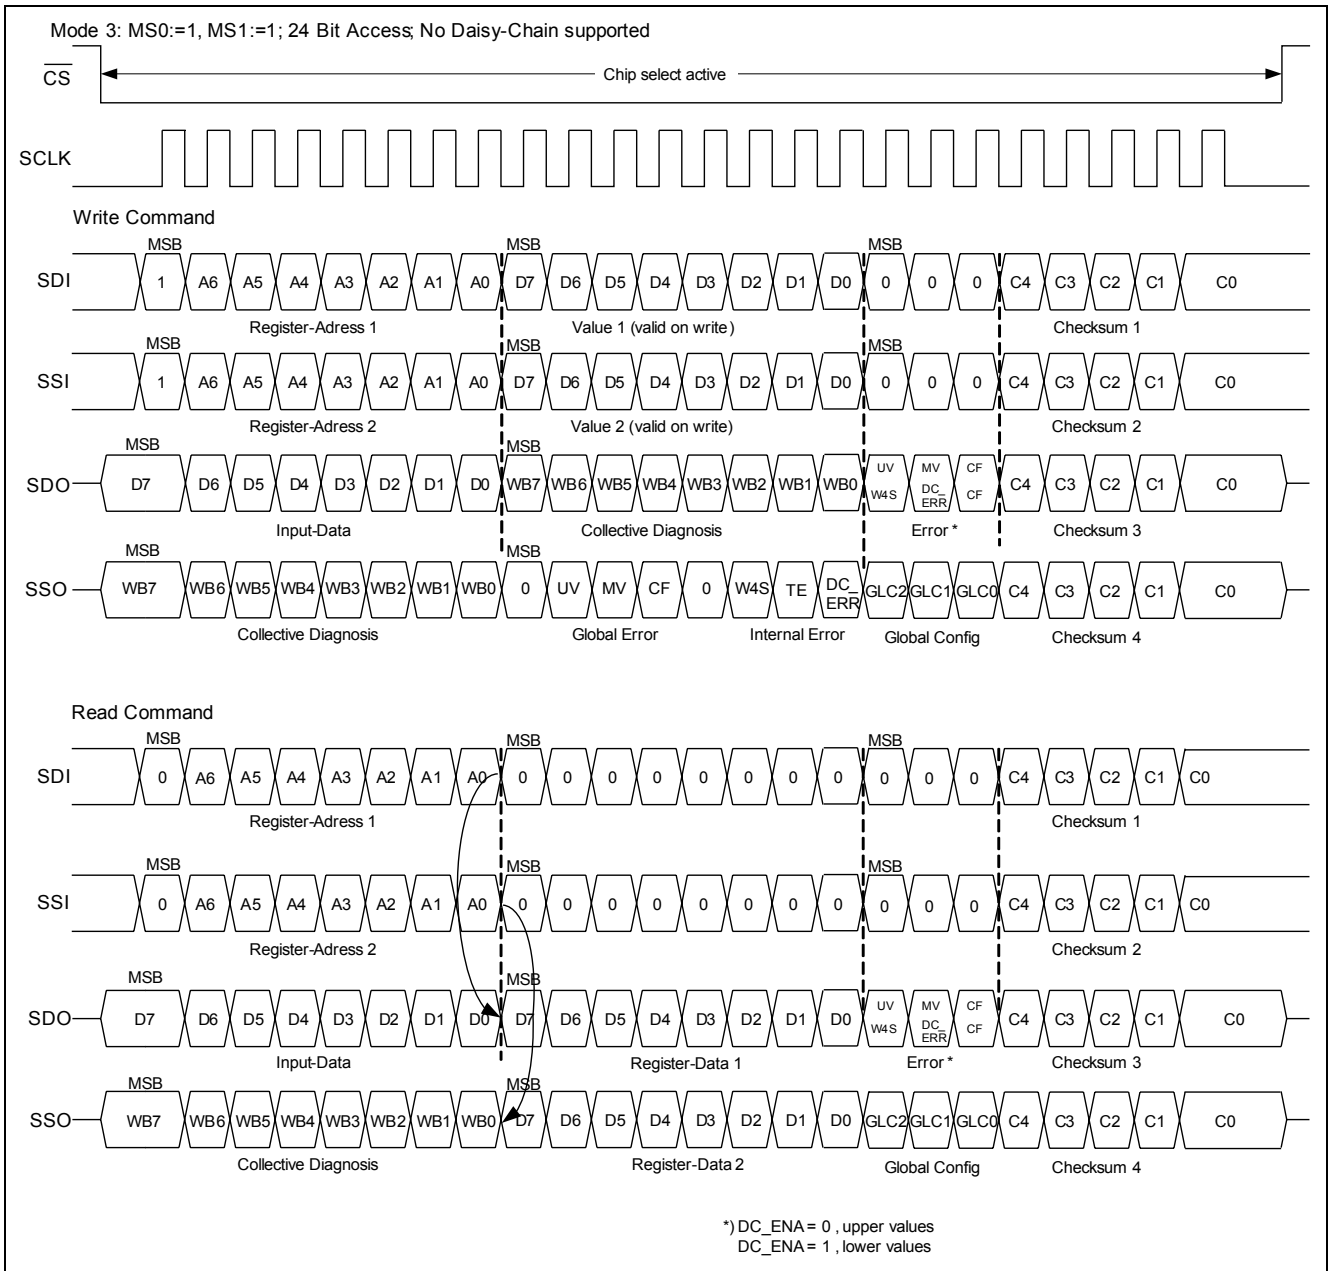 Mode 3: MS0:=1, MS1:=1; 24 Bit Access; No Daisy-Chain supported
CS
Chip select active
SCLK
Write Command
MSB MSB MSB
SDI 1 A6 A5 A4 A3 A2 A1 A0 D7 D6 D5 D4 D3 D2 D1 D0 0 0 0 C4 C3 C2 C1 C0
Register-Adress 1 Value 1 (valid on write) Checksum 1
MSB MSB MSB
SSI 1 A6 A5 A4 A3 A2 A1 A0 D7 D6 D5 D4 D3 D2 D1 D0 0 0 0 C4 C3 C2 C1 C0
Register-Adress 2 Value 2 (valid on write) Checksum 2
MSB MSB
UV MV CF
SDO D7 D6 D5 D4 D3 D2 D1 D0 WB7 WB6 WB5 WB4 WB3 WB2 WB1 WB0 C4 C3 C2 C1 C0
W4S DC_ERR CF
Input-Data Collective Diagnosis Error * Checksum 3
MSB MSB
SSO WB7 WB6 WB5 WB4 WB3 WB2 WB1 WB0 0 UV MV CF 0 W4S TE DC_ERR GLC2 GLC1 GLC0 C4 C3 C2 C1 C0
Collective Diagnosis Global Error Internal Error Global Config Checksum 4
Read Command
MSB MSB MSB
SDI 0 A6 A5 A4 A3 A2 A1 A0 0 0 0 0 0 0 0 0 0 0 0 C4 C3 C2 C1 C0
Register-Adress 1 Checksum 1
MSB MSB MSB
SSI 0 A6 A5 A4 A3 A2 A1 A0 0 0 0 0 0 0 0 0 0 0 0 C4 C3 C2 C1 C0
Register-Adress 2 Checksum 2
MSB MSB
UV MV CF
SDO D7 D6 D5 D4 D3 D2 D1 D0 D7 D6 D5 D4 D3 D2 D1 D0 C4 C3 C2 C1 C0
W4S DC_ERR CF
Input-Data Register-Data 1 Error * Checksum 3
MSB MSB
SSO WB7 WB6 WB5 WB4 WB3 WB2 WB1 WB0 D7 D6 D5 D4 D3 D2 D1 D0 GLC2 GLC1 GLC0 C4 C3 C2 C1 C0
Collective Diagnosis Register-Data 2 Global Config Checksum 4
*) DC_ENA = 0 , upper values
DC_ENA = 1 , lower values